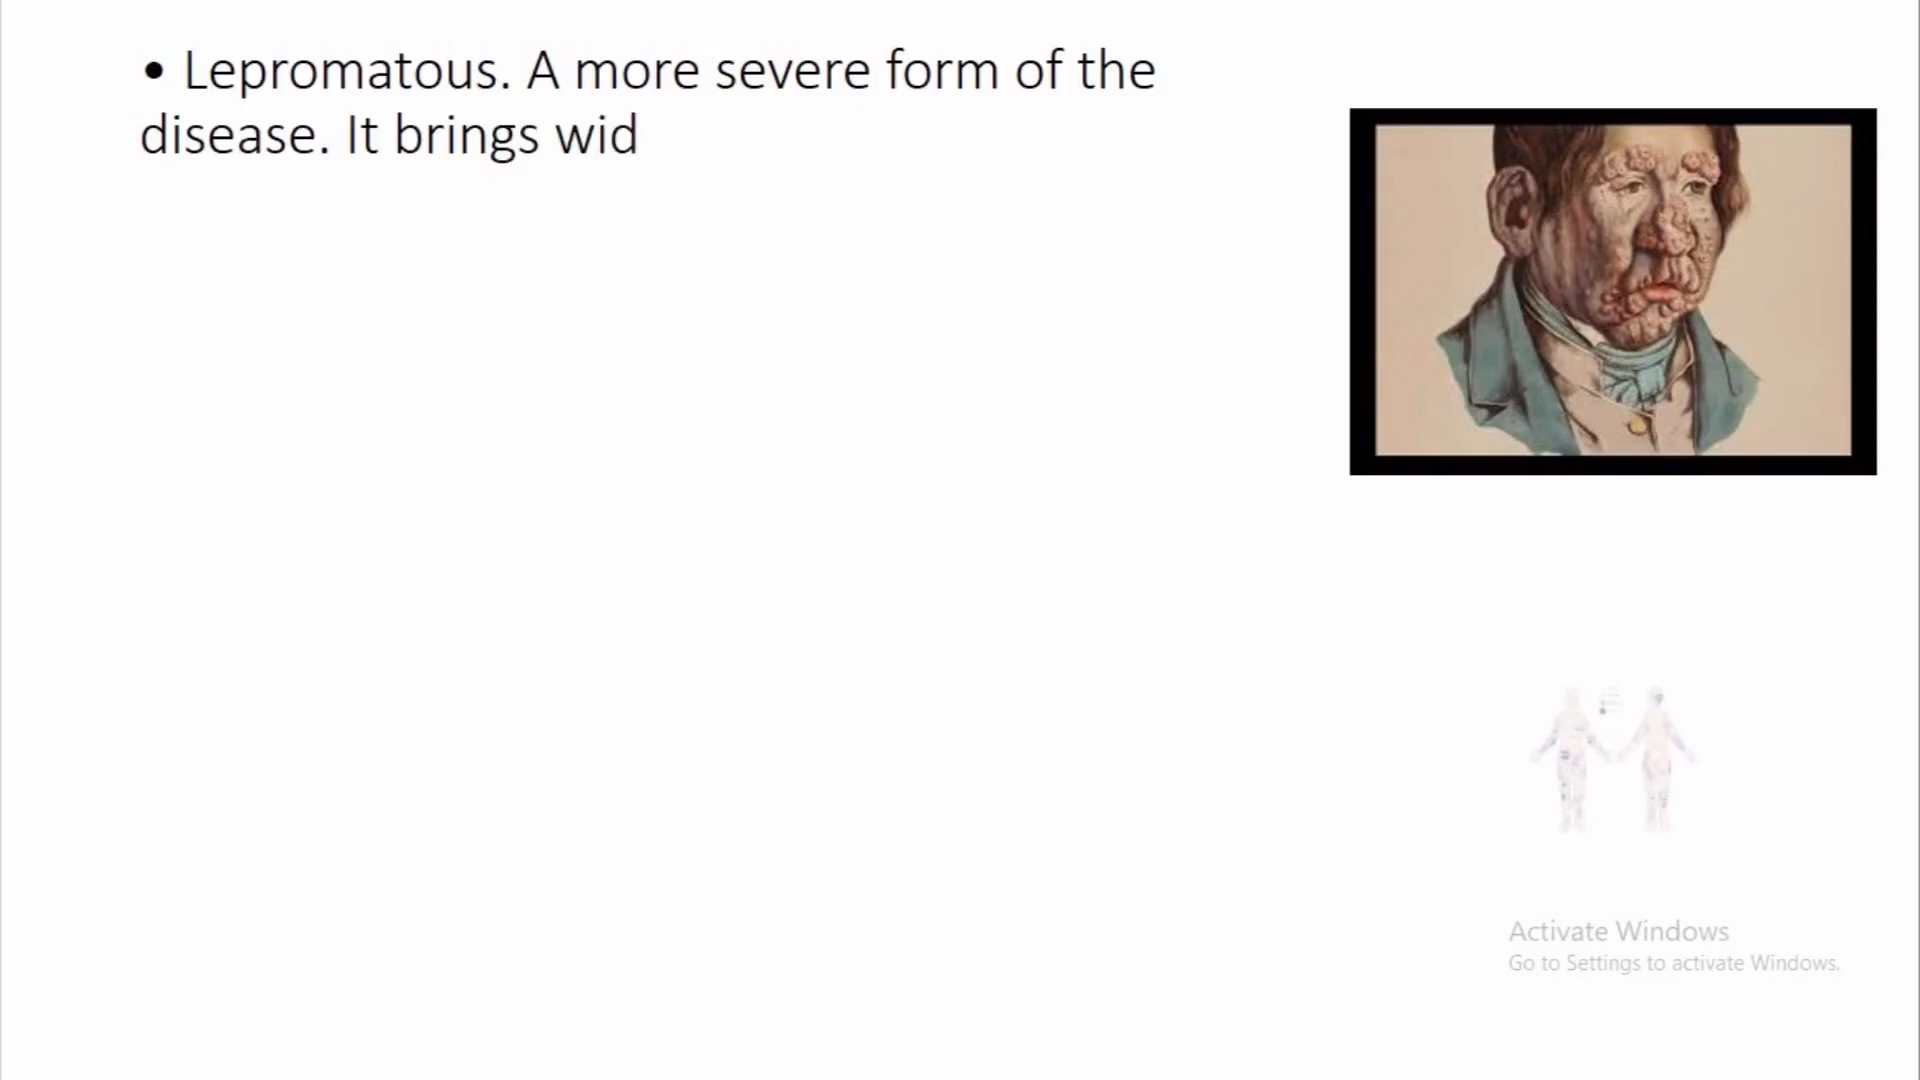 • Lepromatous. A more severe form of the
disease. It brings wid
Activate Windows
Go to Settings to activate Windows.